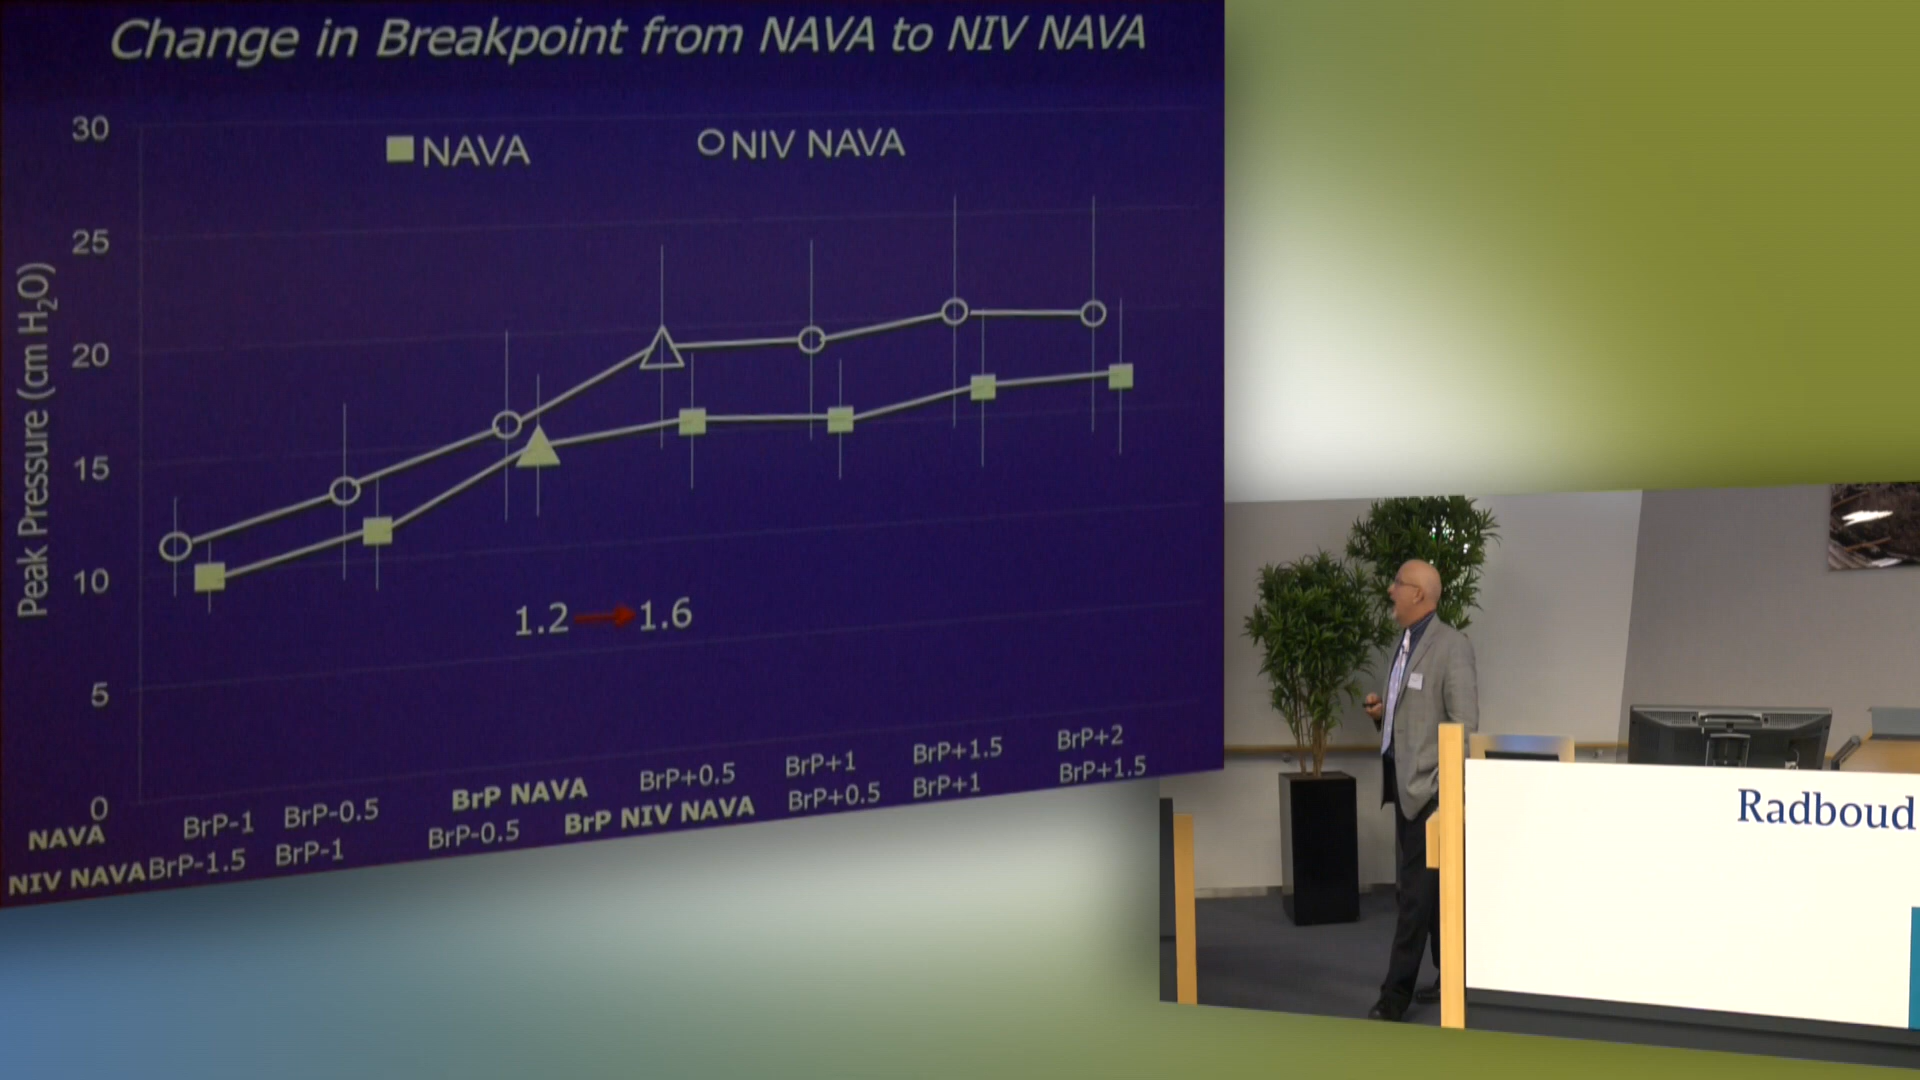 Change in Breakpoint from NAVA to NIV NAVA
30
NAVA
NIV NAVA
25
20
15
10
5
0
Peak Pressure (cm H₂O)
1.2
1.6
NAVA BrP-1 BrP-0.5 BrP NAVA BrP+0.5 BrP+1 BrP+1.5 BrP+2
NIV NAVA BrP-1.5 BrP-1 BrP-0.5 BrP NIV NAVA BrP+0.5 BrP+1 BrP+1.5
Radboud